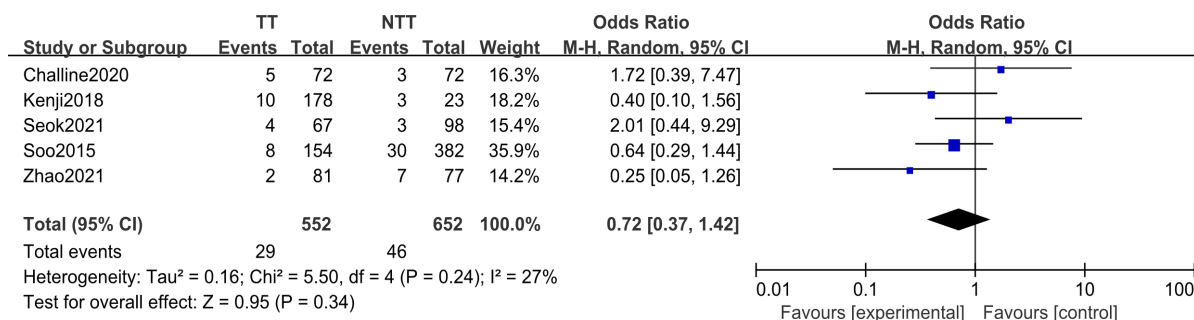 TT NTT Odds Ratio Odds Ratio
Study or Subgroup Events Total Events Total Weight M-H, Random, 95% CI M-H, Random, 95% CI
Challine2020 5 72 3 72 16.3% 1.72 [0.39, 7.47]
Kenji2018 10 178 3 23 18.2% 0.40 [0.10, 1.56]
Seok2021 4 67 3 98 15.4% 2.01 [0.44, 9.29]
Soo2015 8 154 30 382 35.9% 0.64 [0.29, 1.44]
Zhao2021 2 81 7 77 14.2% 0.25 [0.05, 1.26]
Total (95% CI) 552 652 100.0% 0.72 [0.37, 1.42]
Total events 29 46
Heterogeneity: Tau² = 0.16; Chi² = 5.50, df = 4 (P = 0.24); I² = 27%
Test for overall effect: Z = 0.95 (P = 0.34)
0.01 0.1 1 10 100
Favours [experimental] Favours [control]